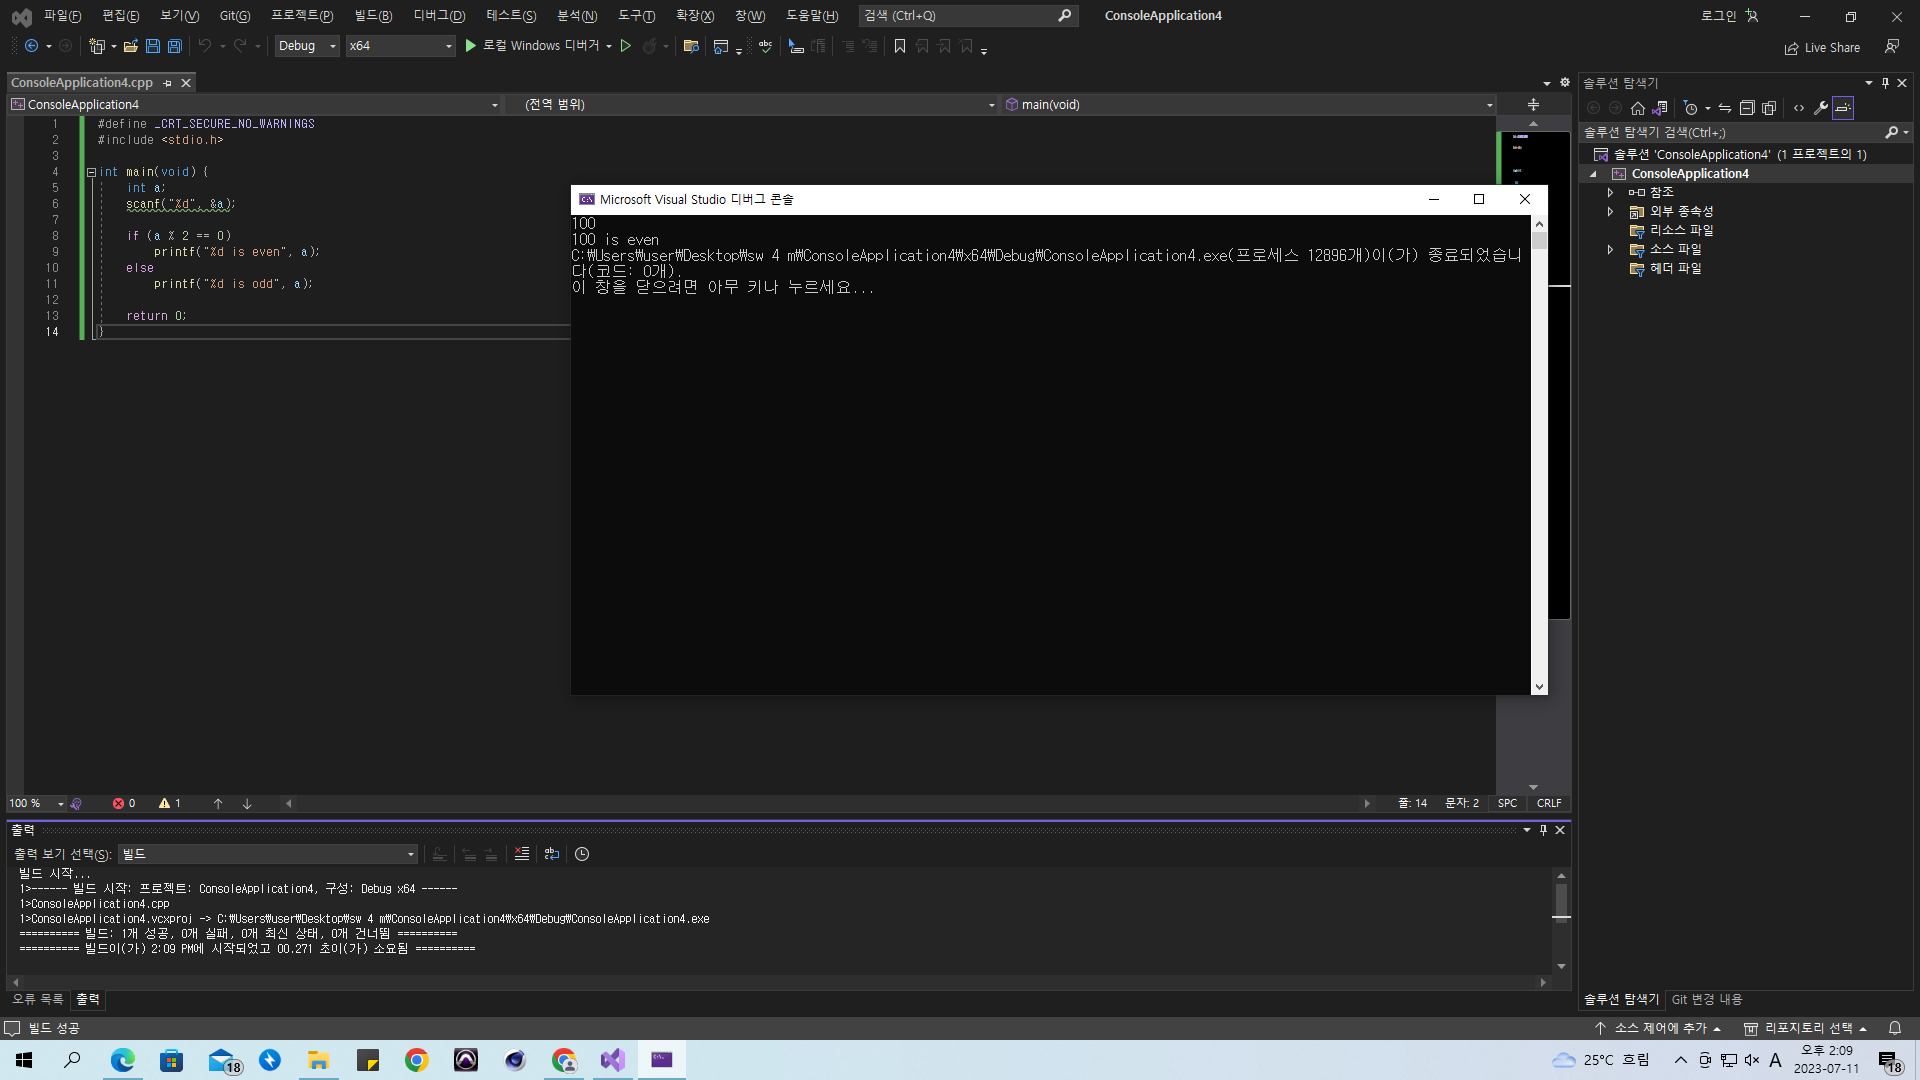 파일(F) 편집(E) 보기(V) Git(G) 프로젝트(P) 빌드(B) 디버그(D) 테스트(S) 분석(N) 도구(T) 확장(X) 창(W) 도움말(H) 검색 (Ctrl+Q) ConsoleApplication4 로그인
Debug x64 로컬 Windows 디버거 Live Share
ConsoleApplication4.cpp
ConsoleApplication4 (전역 범위) main(void)
1 #define _CRT_SECURE_NO_WARNINGS
2 #include <stdio.h>
3
4 int main(void) {
5 int a;
6 scanf("%d", &a);
7
8 if (a % 2 == 0)
9 printf("%d is even", a);
10 else
11 printf("%d is odd", a);
12
13 return 0;
14 }
Microsoft Visual Studio 디버그 콘솔
100
100 is even
C:₩Users₩user₩Desktop₩sw 4 m₩ConsoleApplication4₩x64₩Debug₩ConsoleApplication4.exe(프로세스 12896개)이(가) 종료되었습니
다(코드: 0개).
이 창을 닫으려면 아무 키나 누르세요...
솔루션 탐색기
솔루션 탐색기 검색(Ctrl+;)
솔루션 'ConsoleApplication4' (1 프로젝트의 1)
ConsoleApplication4
참조
외부 종속성
리소스 파일
소스 파일
헤더 파일
100 % 0 1 줄: 14 문자: 2 SPC CRLF
출력
출력 보기 선택(S): 빌드
빌드 시작...
1>------ 빌드 시작: 프로젝트: ConsoleApplication4, 구성: Debug x64 ------
1>ConsoleApplication4.cpp
1>ConsoleApplication4.vcxproj -> C:₩Users₩user₩Desktop₩sw 4 m₩ConsoleApplication4₩x64₩Debug₩ConsoleApplication4.exe
========== 빌드: 1개 성공, 0개 실패, 0개 최신 상태, 0개 건너뜀 ==========
========== 빌드이(가) 2:09 PM에 시작되었고 00.271 초이(가) 소요됨 ==========
오류 목록 출력
솔루션 탐색기 Git 변경 내용
빌드 성공 소스 제어에 추가 리포지토리 선택
18 25°C 흐림 A 오후 2:09
2023-07-11 18